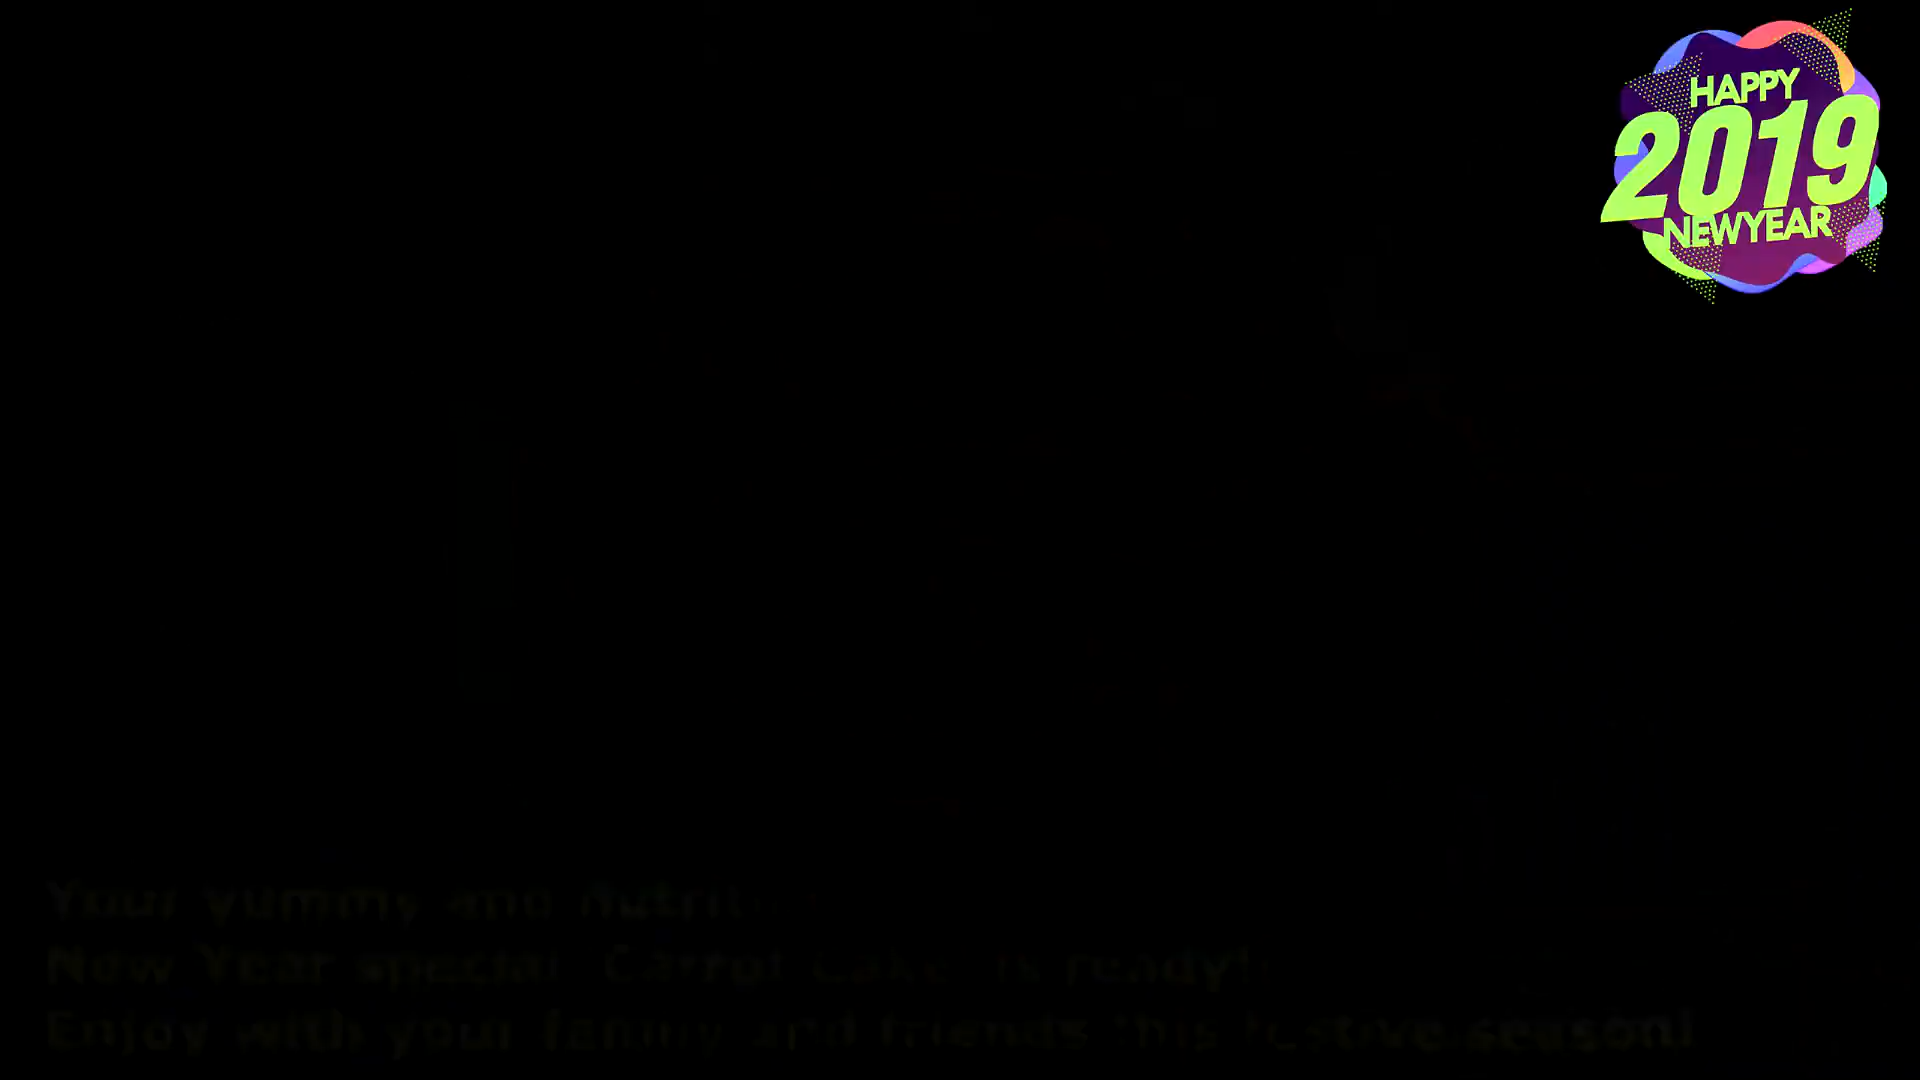 HAPPY
2019
NEWYEAR
Your yummy and Nutriti
New Year special Carrot Cake is ready!
Enjoy with your family and friends this festive season!